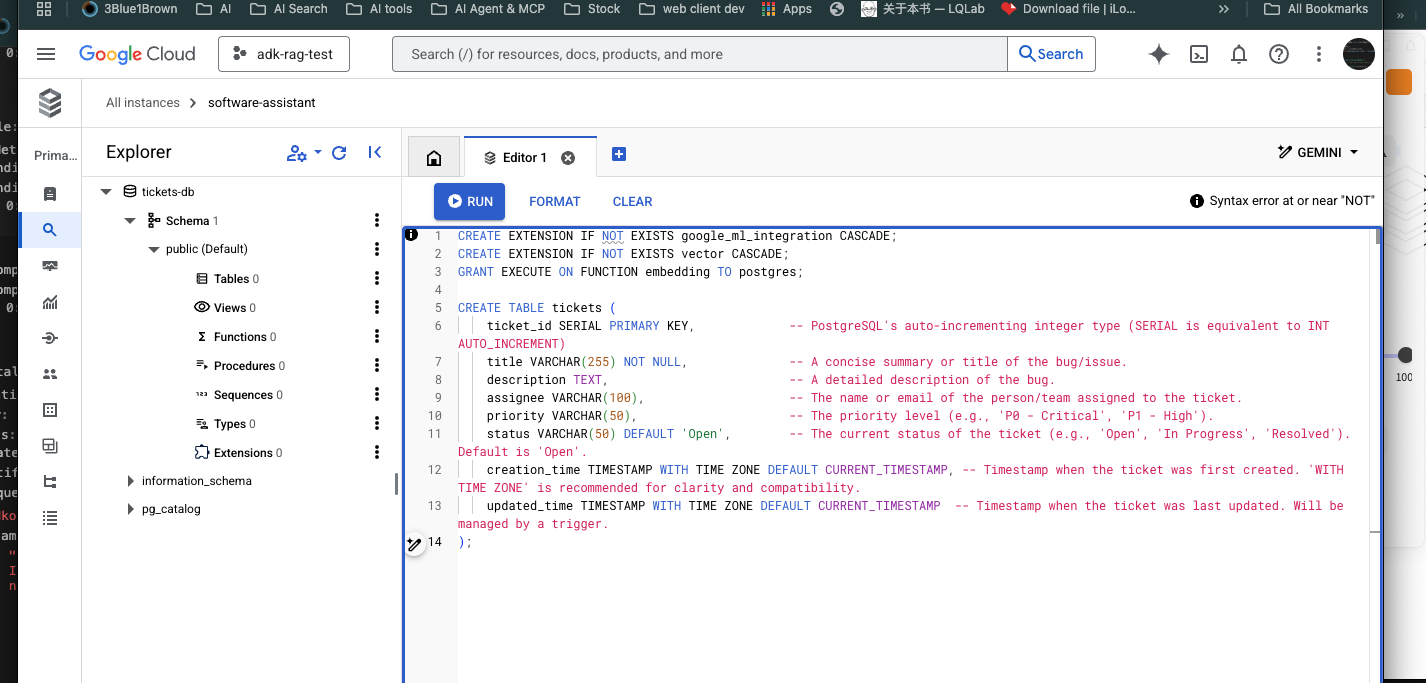 3Blue1Brown
AI
AI Search
AI tools
AI Agent & MCP
Stock
web client dev
Apps
关于本书 — LQLab
Download file | iLo...
»
All Bookmarks
»
Google Cloud
adk-rag-test
Search (/) for resources, docs, products, and more
Search
All instances
software-assistant
Prima...
Explorer
Editor 1
GEMINI
tickets-db
Schema 1
public (Default)
Tables 0
Views 0
Functions 0
Procedures 0
Sequences 0
Types 0
Extensions 0
information_schema
pg_catalog
RUN
FORMAT
CLEAR
Syntax error at or near "NOT"
1 CREATE EXTENSION IF NOT EXISTS google_ml_integration CASCADE;
2 CREATE EXTENSION IF NOT EXISTS vector CASCADE;
3 GRANT EXECUTE ON FUNCTION embedding TO postgres;
4
5 CREATE TABLE tickets (
6 ticket_id SERIAL PRIMARY KEY, -- PostgreSQL's auto-incrementing integer type (SERIAL is equivalent to INT
AUTO_INCREMENT)
7 title VARCHAR(255) NOT NULL, -- A concise summary or title of the bug/issue.
8 description TEXT, -- A detailed description of the bug.
9 assignee VARCHAR(100), -- The name or email of the person/team assigned to the ticket.
10 priority VARCHAR(50), -- The priority level (e.g., 'P0 - Critical', 'P1 - High').
11 status VARCHAR(50) DEFAULT 'Open', -- The current status of the ticket (e.g., 'Open', 'In Progress', 'Resolved').
Default is 'Open'.
12 creation_time TIMESTAMP WITH TIME ZONE DEFAULT CURRENT_TIMESTAMP, -- Timestamp when the ticket was first created. 'WITH
TIME ZONE' is recommended for clarity and compatibility.
13 updated_time TIMESTAMP WITH TIME ZONE DEFAULT CURRENT_TIMESTAMP -- Timestamp when the ticket was last updated. Will be
managed by a trigger.
14 );
100